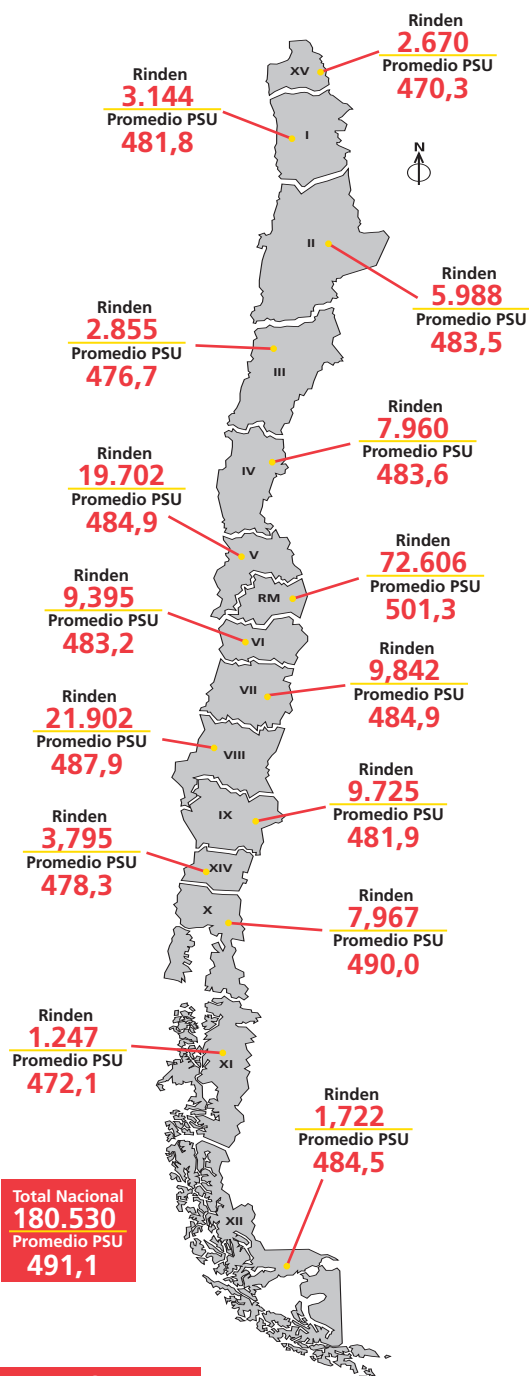 Rinden
2.670
Promedio PSU
470,3
XV
Rinden
3.144
Promedio PSU
481,8
I
N
II
Rinden
5.988
Promedio PSU
483,5
Rinden
2.855
Promedio PSU
476,7
III
Rinden
7.960
Promedio PSU
483,6
IV
Rinden
19.702
Promedio PSU
484,9
V
Rinden
72.606
Promedio PSU
501,3
RM
Rinden
9,395
Promedio PSU
483,2
VI
Rinden
9,842
Promedio PSU
484,9
VII
Rinden
21.902
Promedio PSU
487,9
VIII
Rinden
9.725
Promedio PSU
481,9
IX
Rinden
3,795
Promedio PSU
478,3
XIV
X
Rinden
7,967
Promedio PSU
490,0
Rinden
1.247
Promedio PSU
472,1
XI
Rinden
1,722
Promedio PSU
484,5
XII
Total Nacional
180.530
Promedio PSU
491,1